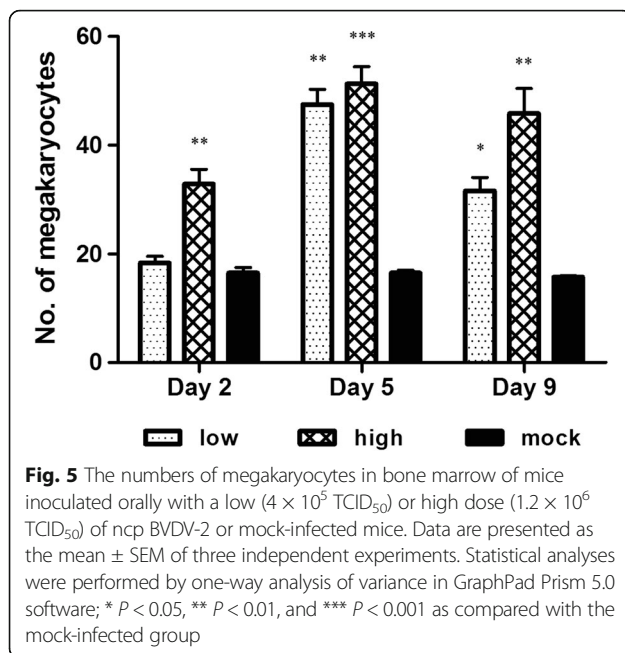 60
40
20
0
No. of megakaryocytes
** *** **
** *
Day 2 Day 5 Day 9
low high mock
Fig. 5 The numbers of megakaryocytes in bone marrow of mice
inoculated orally with a low (4 × 10⁵ TCID₅₀) or high dose (1.2 × 10⁶
TCID₅₀) of ncp BVDV-2 or mock-infected mice. Data are presented as
the mean ± SEM of three independent experiments. Statistical analyses
were performed by one-way analysis of variance in GraphPad Prism 5.0
software; * P < 0.05, ** P < 0.01, and *** P < 0.001 as compared with the
mock-infected group